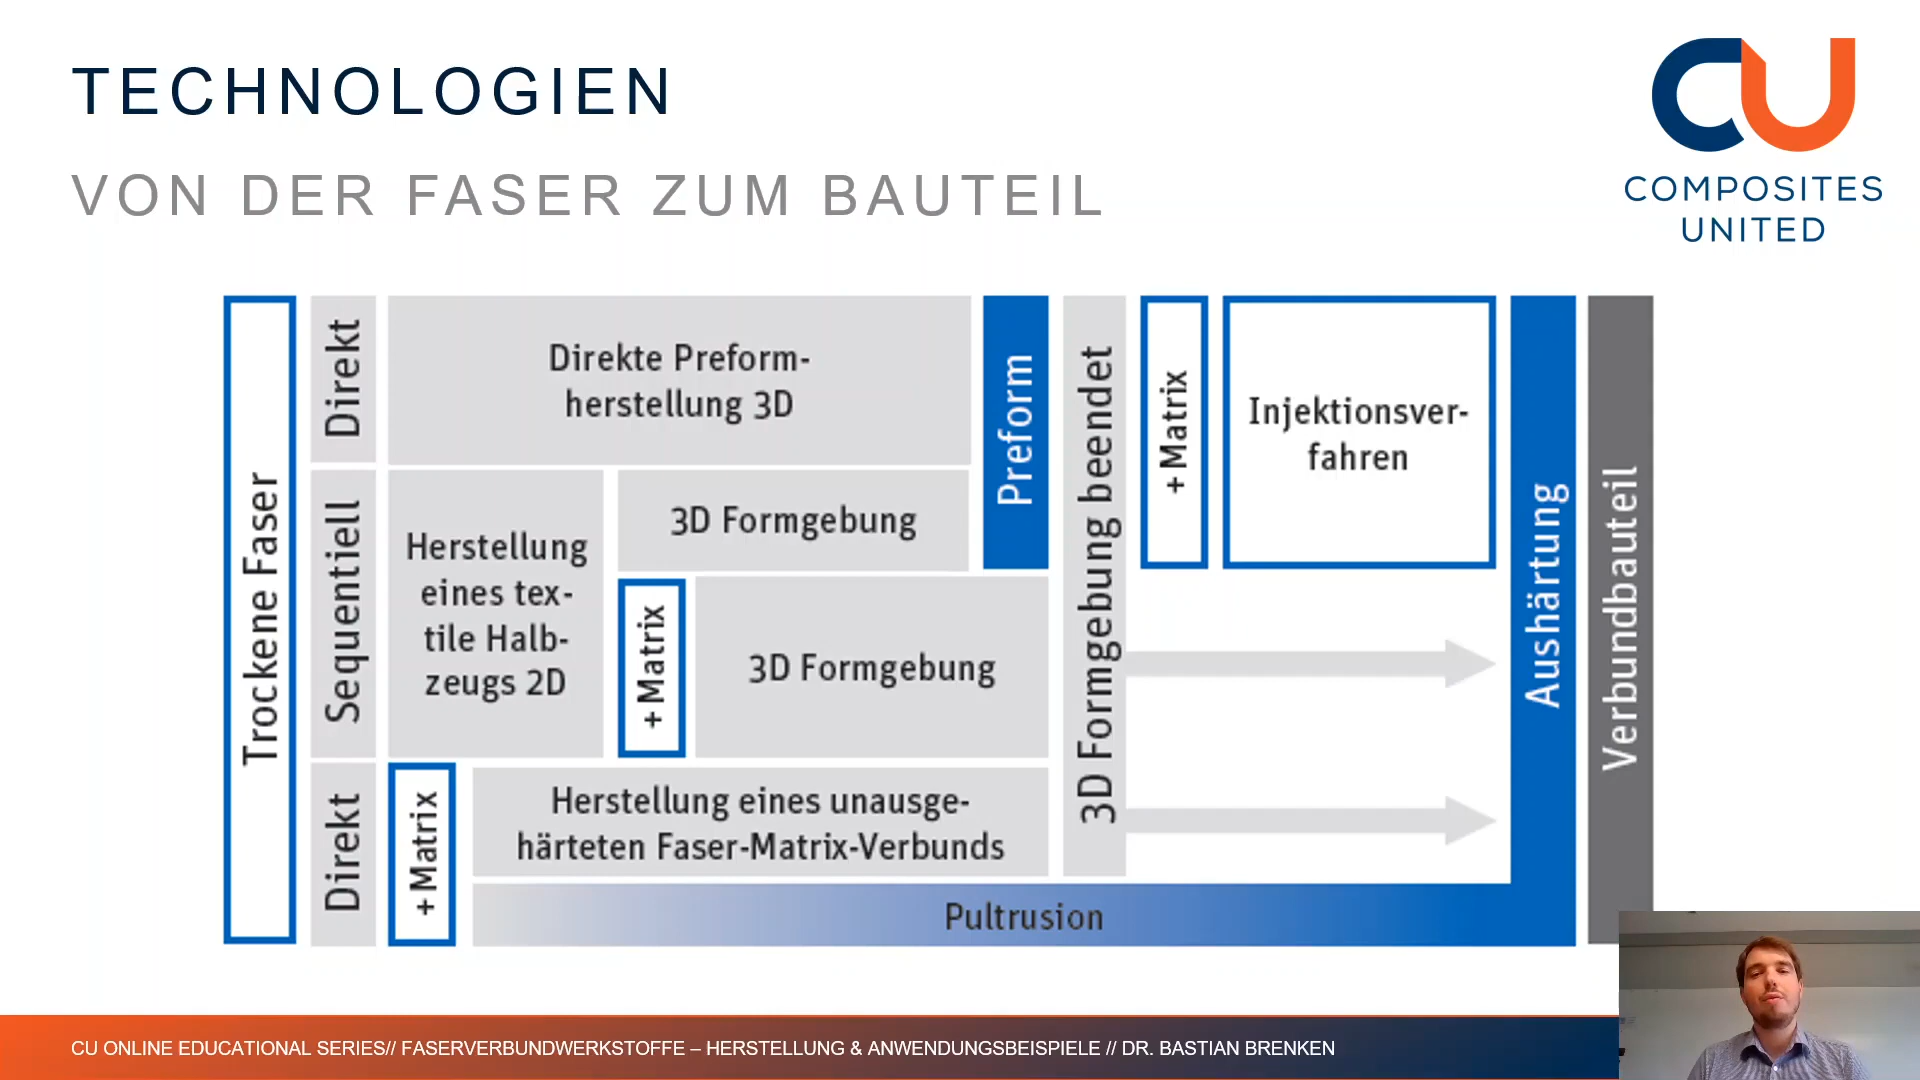 TECHNOLOGIEN
VON DER FASER ZUM BAUTEIL
CU
COMPOSITES
UNITED
Trockene Faser
Direkt
Direkte Preform-
herstellung 3D
Preform
3D Formgebung beendet
+ Matrix
Injektionsver-
fahren
Aushärtung
Verbundbauteil
Sequentiell
Herstellung
eines tex-
tile Halb-
zeugs 2D
3D Formgebung
+ Matrix
3D Formgebung
Direkt
+ Matrix
Herstellung eines unausge-
härteten Faser-Matrix-Verbunds
Pultrusion
CU ONLINE EDUCATIONAL SERIES// FASERVERBUNDWERKSTOFFE – HERSTELLUNG & ANWENDUNGSBEISPIELE // DR. BASTIAN BRENKEN